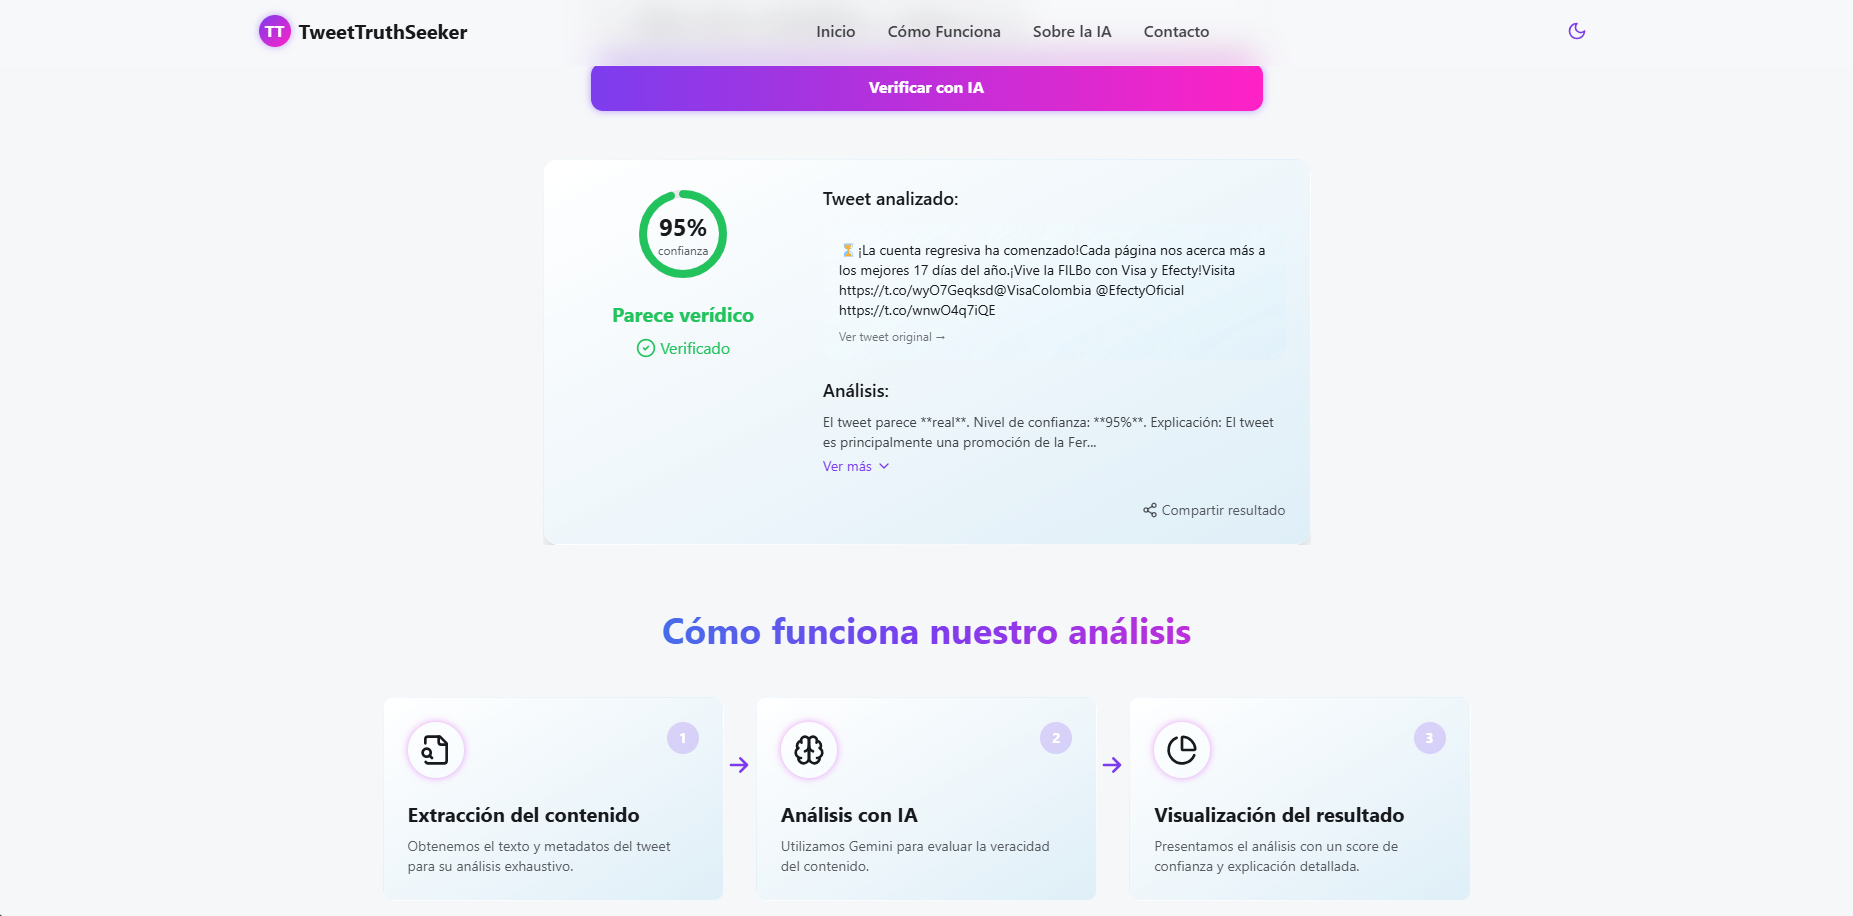 TT TweetTruthSeeker
Inicio
Cómo Funciona
Sobre la IA
Contacto
Verificar con IA
95%
confianza
Parece verídico
Verificado
Tweet analizado:
⏳ ¡La cuenta regresiva ha comenzado!Cada página nos acerca más a
los mejores 17 días del año.¡Vive la FILBo con Visa y Efecty!Visita
https://t.co/wyO7Geqksd@VisaColombia @EfectyOficial
https://t.co/wnwO4q7iQE
Ver tweet original →
Análisis:
El tweet parece **real**. Nivel de confianza: **95%**. Explicación: El tweet
es principalmente una promoción de la Fer...
Ver más
Compartir resultado
Cómo funciona nuestro análisis
1
Extracción del contenido
Obtenemos el texto y metadatos del tweet
para su análisis exhaustivo.
2
Análisis con IA
Utilizamos Gemini para evaluar la veracidad
del contenido.
3
Visualización del resultado
Presentamos el análisis con un score de
confianza y explicación detallada.